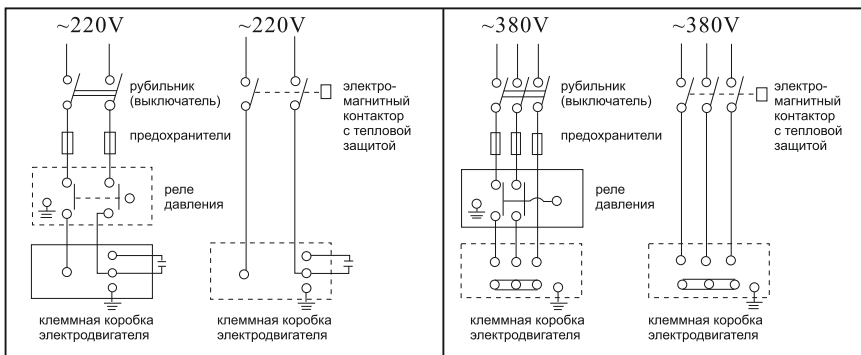 ~220V
~220V
рубильник
(выключатель)
предохранители
реле
давления
электро-
магнитный
контактор
с тепловой
защитой
клеммная коробка
электродвигателя
клеммная коробка
электродвигателя
~380V
~380V
рубильник
(выключатель)
предохранители
реле
давления
электро-
магнитный
контактор
с тепловой
защитой
клеммная коробка
электродвигателя
клеммная коробка
электродвигателя